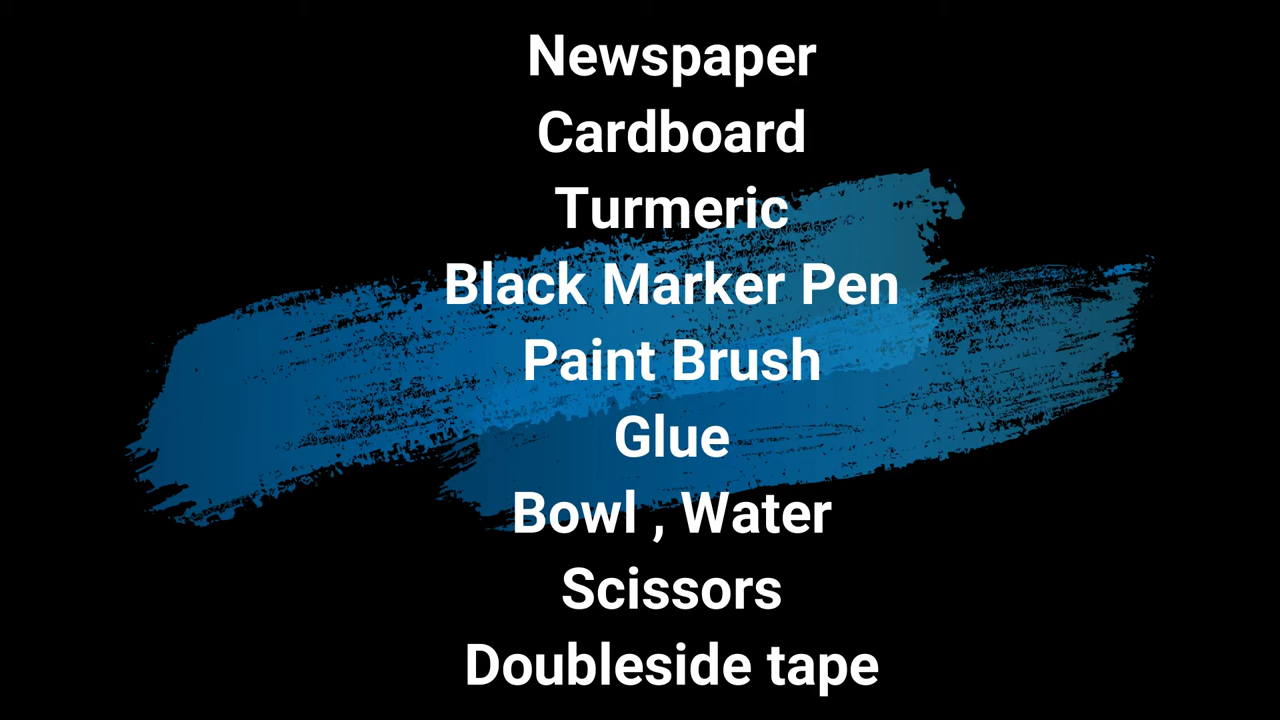 Newspaper
Cardboard
Turmeric
Black Marker Pen
Paint Brush
Glue
Bowl , Water
Scissors
Doubleside tape